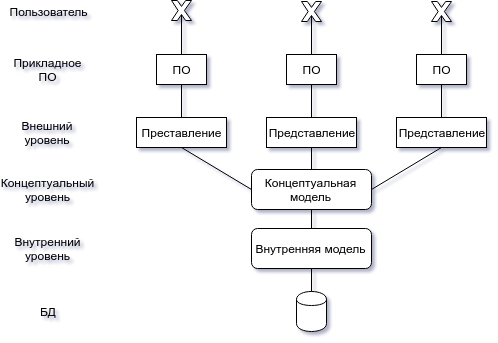 Пользователь
Прикладное
ПО
ПО
ПО
ПО
Внешний
уровень
Преставление
Представление
Представление
Концептуальный
уровень
Концептуальная
модель
Внутренний
уровень
Внутренняя модель
БД